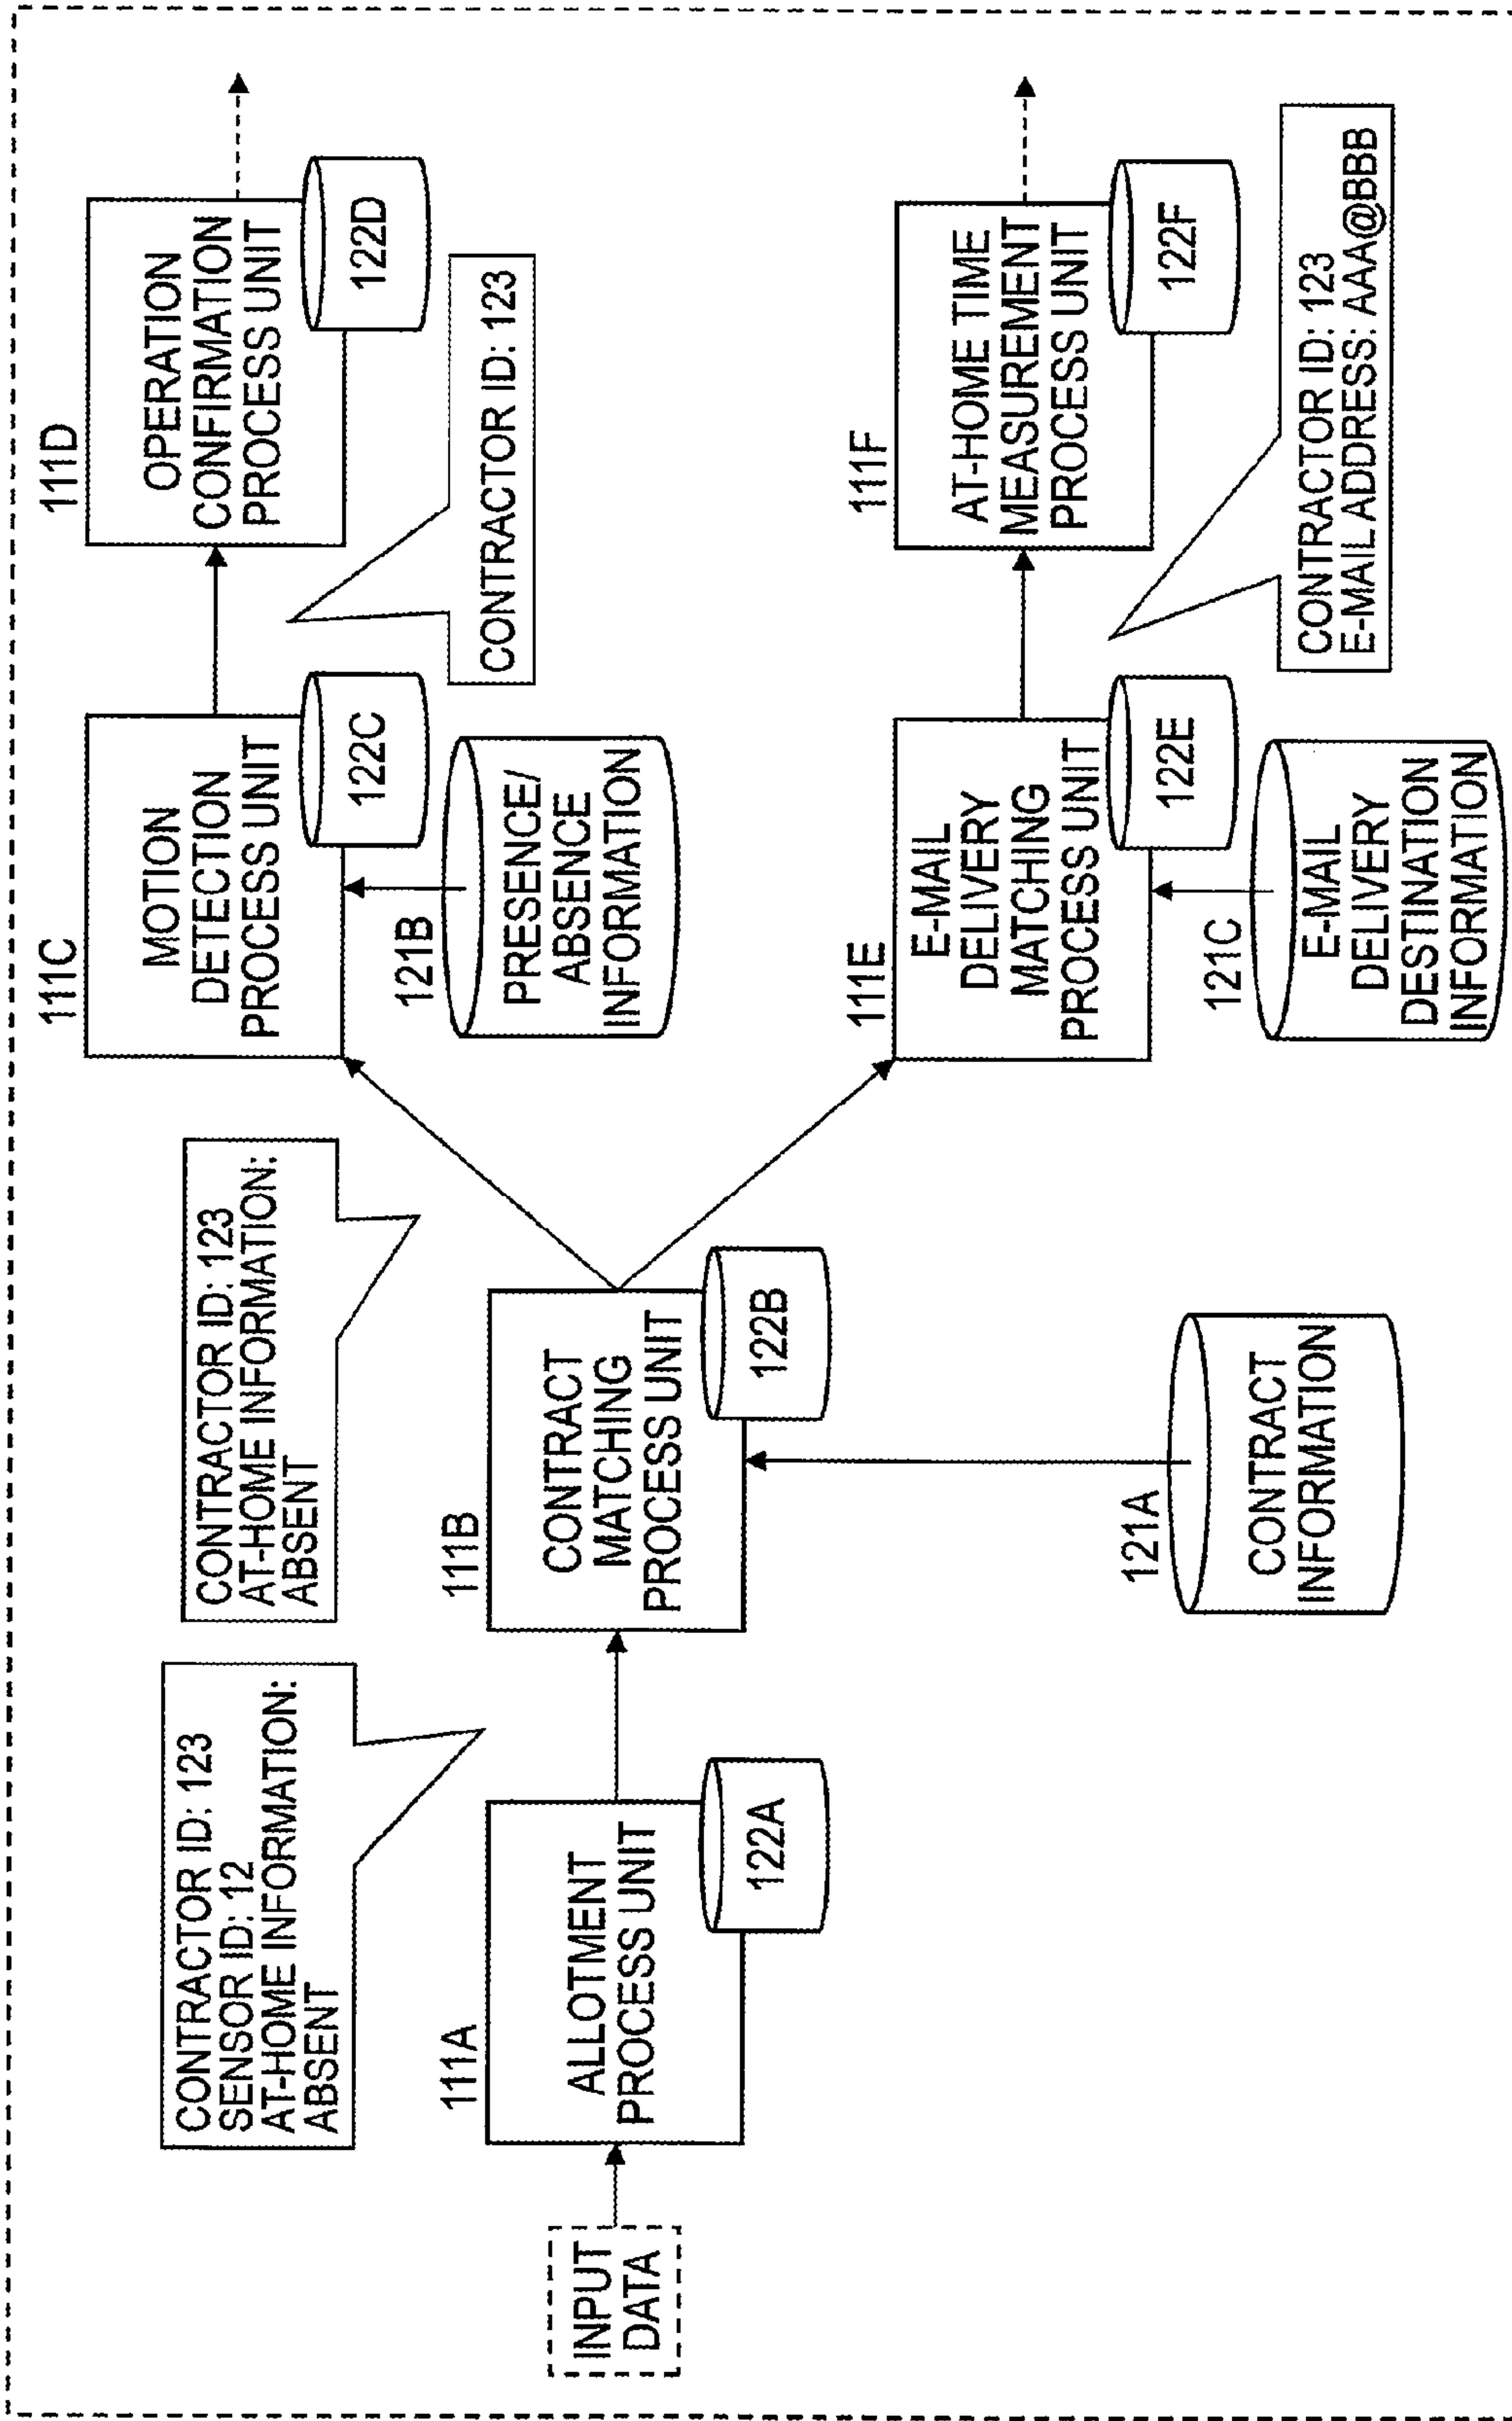 INPUT
DATA
CONTRACTOR ID: 123
SENSOR ID: 12
AT-HOME INFORMATION:
ABSENT
111A
ALLOTMENT
PROCESS UNIT
122A
CONTRACTOR ID: 123
AT-HOME INFORMATION:
ABSENT
111B
CONTRACT
MATCHING
PROCESS UNIT
122B
121A
CONTRACT
INFORMATION
111C
MOTION
DETECTION
PROCESS UNIT
122C
121B
PRESENCE/
ABSENCE
INFORMATION
111D
OPERATION
CONFIRMATION
PROCESS UNIT
122D
CONTRACTOR ID: 123
111E
E-MAIL
DELIVERY
MATCHING
PROCESS UNIT
122E
121C
E-MAIL
DELIVERY
DESTINATION
INFORMATION
111F
AT-HOME TIME
MEASUREMENT
PROCESS UNIT
122F
CONTRACTOR ID: 123
E-MAIL ADDRESS: AAA@BBB